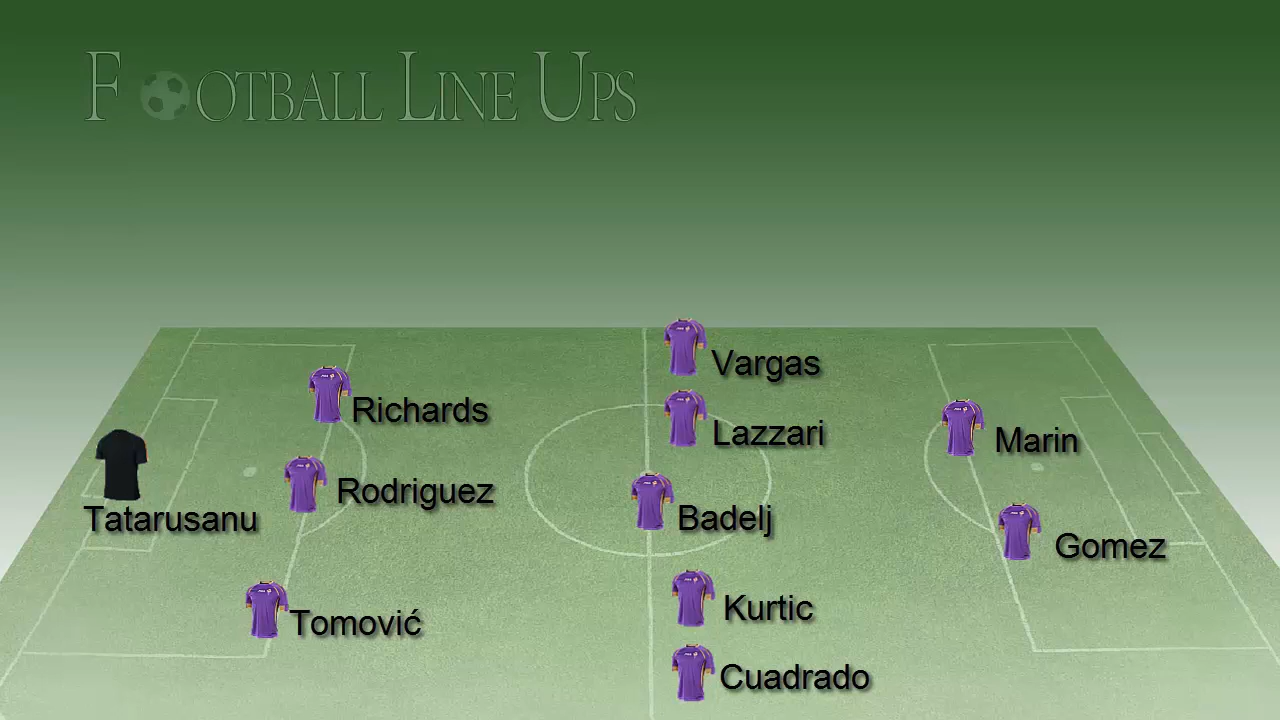 FOOTBALL LINE UPS
Vargas
Richards
Lazzari
Marin
Rodriguez
Tatarusanu
Badelj
Gomez
Tomović
Kurtic
Cuadrado